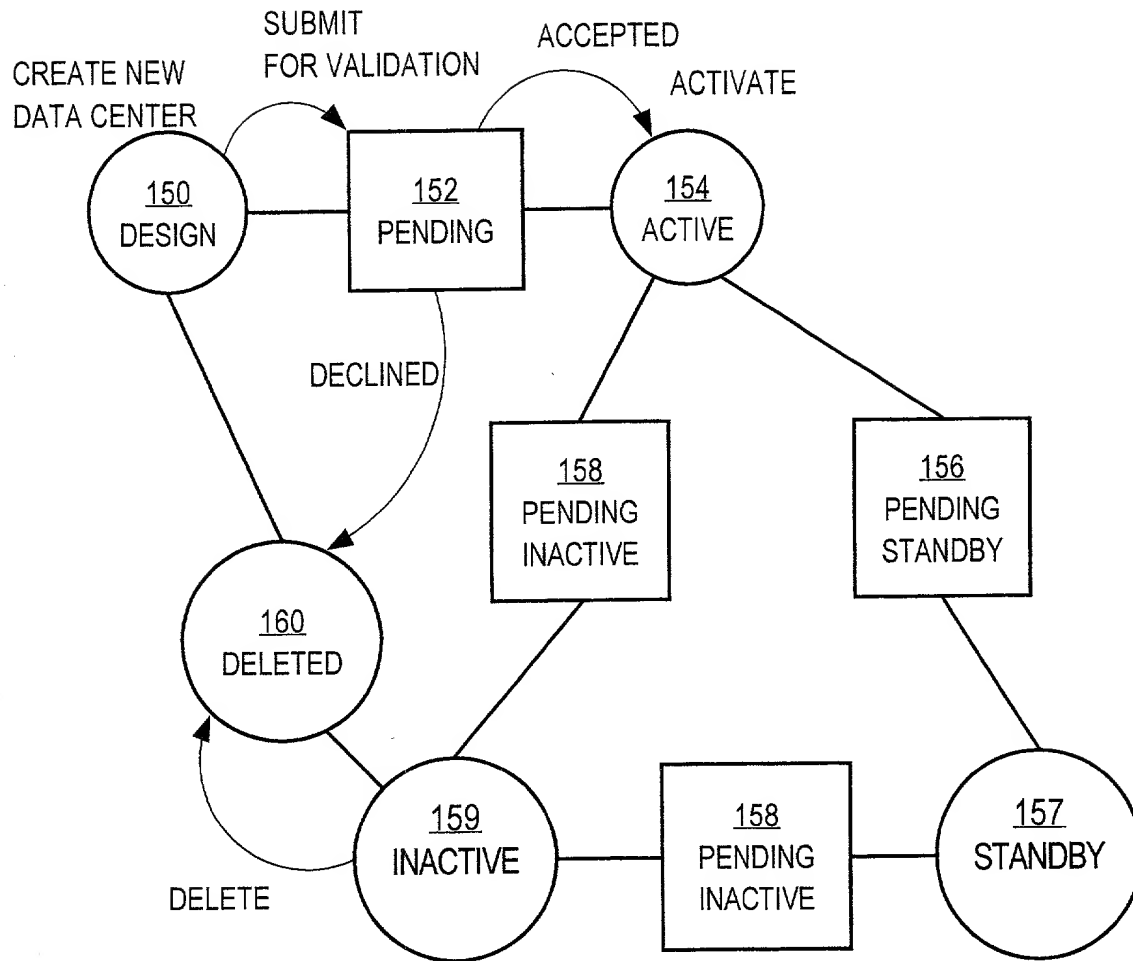 SUBMIT
FOR VALIDATION
ACCEPTED
CREATE NEW
DATA CENTER
ACTIVATE
150
DESIGN
152
PENDING
154
ACTIVE
DECLINED
158
PENDING
INACTIVE
156
PENDING
STANDBY
160
DELETED
159
INACTIVE
158
PENDING
INACTIVE
157
STANDBY
DELETE